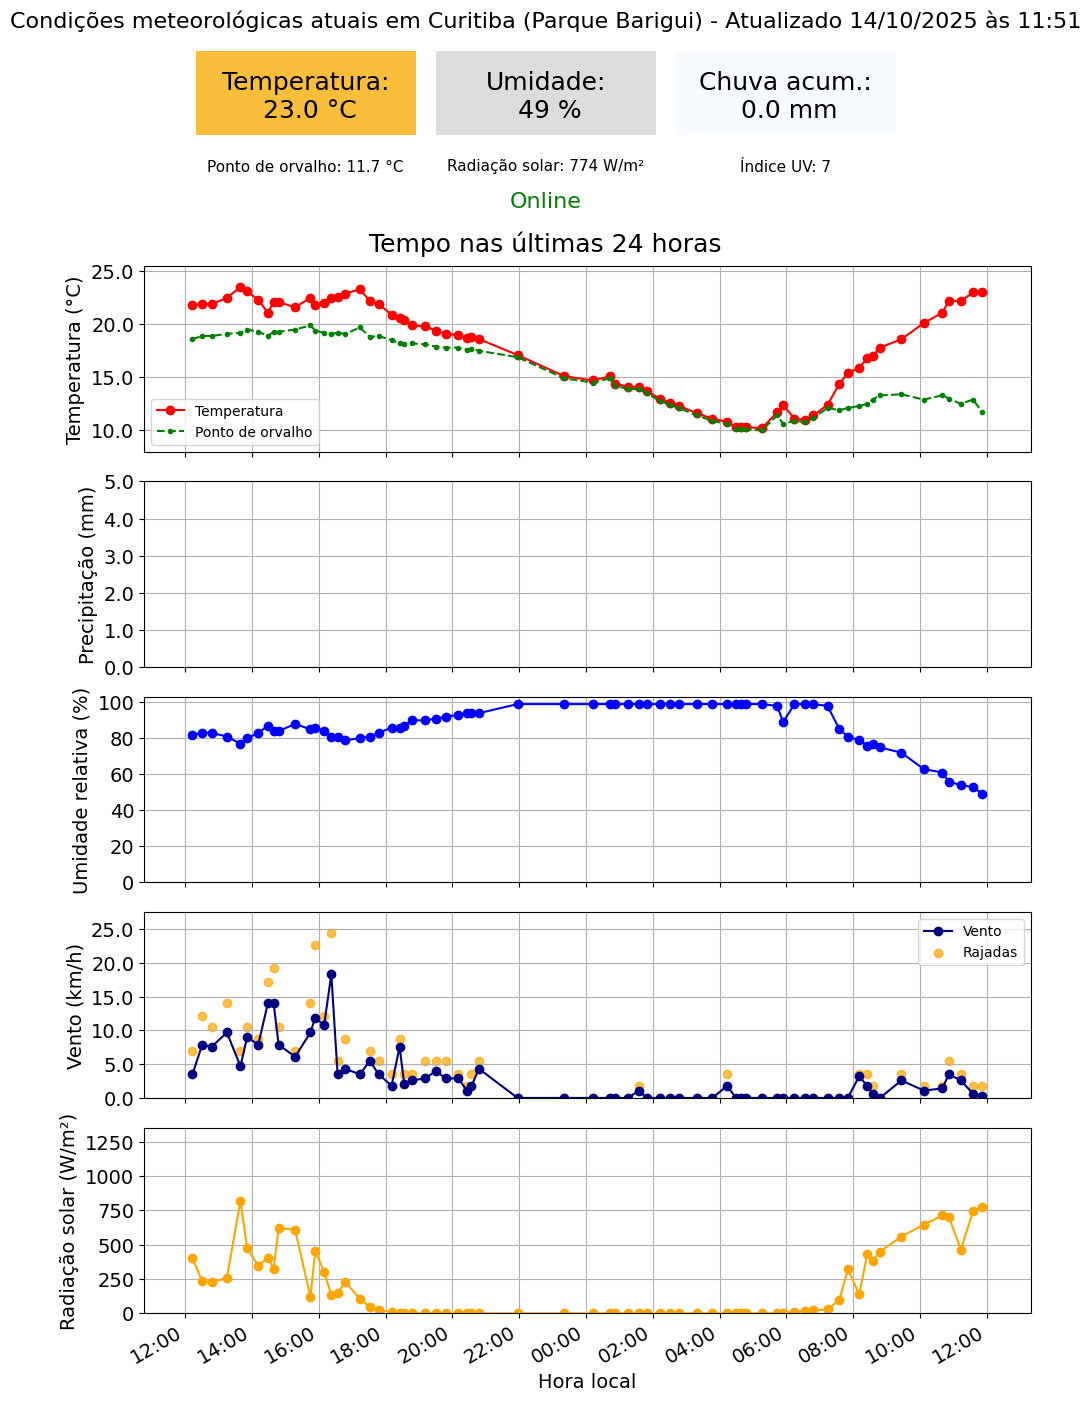 Condições meteorológicas atuais em Curitiba (Parque Barigui) - Atualizado 14/10/2025 às 11:51
Temperatura:
23.0 °C
Umidade:
49 %
Chuva acum.:
0.0 mm
Ponto de orvalho: 11.7 °C
Radiação solar: 774 W/m²
Índice UV: 7
Online
Tempo nas últimas 24 horas
Temperatura (°C)
25.0
20.0
15.0
10.0
Temperatura
Ponto de orvalho
Precipitação (mm)
5.0
4.0
3.0
2.0
1.0
0.0
Umidade relativa (%)
100
80
60
40
20
0
Vento (km/h)
25.0
20.0
15.0
10.0
5.0
0.0
Vento
Rajadas
Radiação solar (W/m²)
1250
1000
750
500
250
0
12:00
14:00
16:00
18:00
20:00
22:00
00:00
02:00
04:00
06:00
08:00
10:00
12:00
Hora local